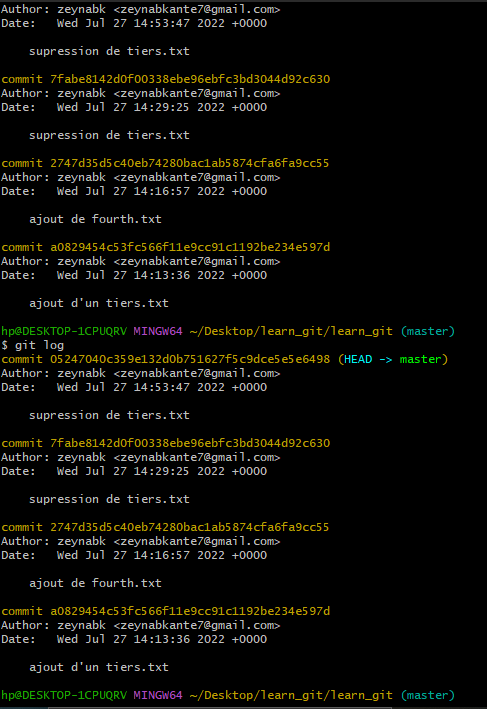 Author: zeynabk <zeynabkante7@gmail.com>
Date:   Wed Jul 27 14:53:47 2022 +0000
    supression de tiers.txt
commit 7fabe8142d0f00338ebe96ebfc3bd3044d92c630
Author: zeynabk <zeynabkante7@gmail.com>
Date:   Wed Jul 27 14:29:25 2022 +0000
    supression de tiers.txt
commit 2747d35d5c40eb74280bac1ab5874cfa6fa9cc55
Author: zeynabk <zeynabkante7@gmail.com>
Date:   Wed Jul 27 14:16:57 2022 +0000
    ajout de fourth.txt
commit a0829454c53fc566f11e9cc91c1192be234e597d
Author: zeynabk <zeynabkante7@gmail.com>
Date:   Wed Jul 27 14:13:36 2022 +0000
    ajout d'un tiers.txt
hp@DESKTOP-1CPUQRV MINGW64 ~/Desktop/learn_git/learn_git (master)
$ git log
commit 05247040c359e132d0b751627f5c9dce5e5e6498 (HEAD -> master)
Author: zeynabk <zeynabkante7@gmail.com>
Date:   Wed Jul 27 14:53:47 2022 +0000
    supression de tiers.txt
commit 7fabe8142d0f00338ebe96ebfc3bd3044d92c630
Author: zeynabk <zeynabkante7@gmail.com>
Date:   Wed Jul 27 14:29:25 2022 +0000
    supression de tiers.txt
commit 2747d35d5c40eb74280bac1ab5874cfa6fa9cc55
Author: zeynabk <zeynabkante7@gmail.com>
Date:   Wed Jul 27 14:16:57 2022 +0000
    ajout de fourth.txt
commit a0829454c53fc566f11e9cc91c1192be234e597d
Author: zeynabk <zeynabkante7@gmail.com>
Date:   Wed Jul 27 14:13:36 2022 +0000
    ajout d'un tiers.txt
hp@DESKTOP-1CPUQRV MINGW64 ~/Desktop/learn_git/learn_git (master)